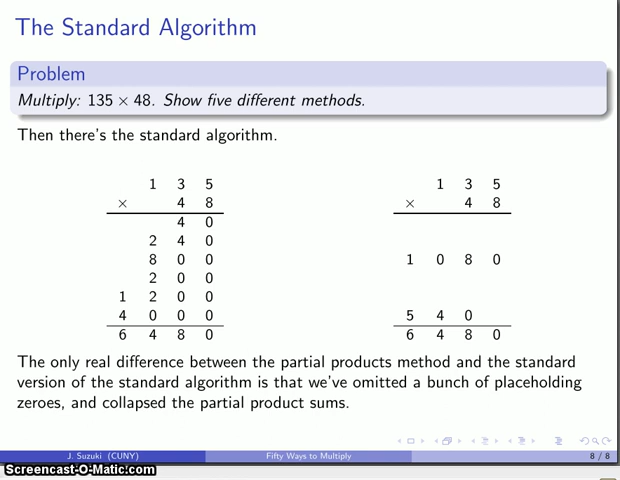 The Standard Algorithm
Problem
Multiply: 135 × 48. Show five different methods.
Then there's the standard algorithm.
1 3 5
× 4 8
4 0
2 4 0
8 0 0
2 0 0
1 2 0 0
4 0 0 0
6 4 8 0
1 3 5
× 4 8
1 0 8 0
5 4 0
6 4 8 0
The only real difference between the partial products method and the standard
version of the standard algorithm is that we've omitted a bunch of placeholding
zeroes, and collapsed the partial product sums.
J. Suzuki (CUNY) Fifty Ways to Multiply 8 / 8
Screencast-O-Matic.com